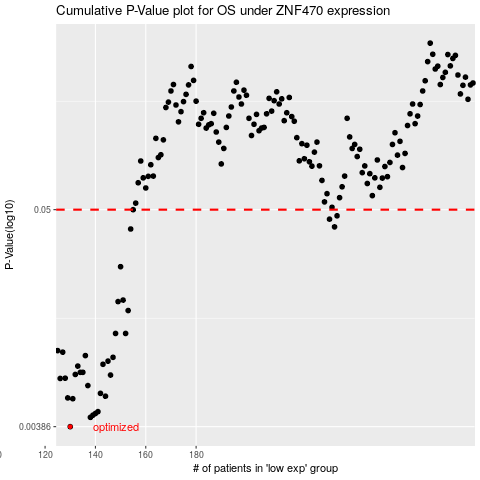 Cumulative P-Value plot for OS under ZNF470 expression
P-Value(log10)
0.05
0.00386
optimized
0 120 140 160 180
# of patients in 'low exp' group